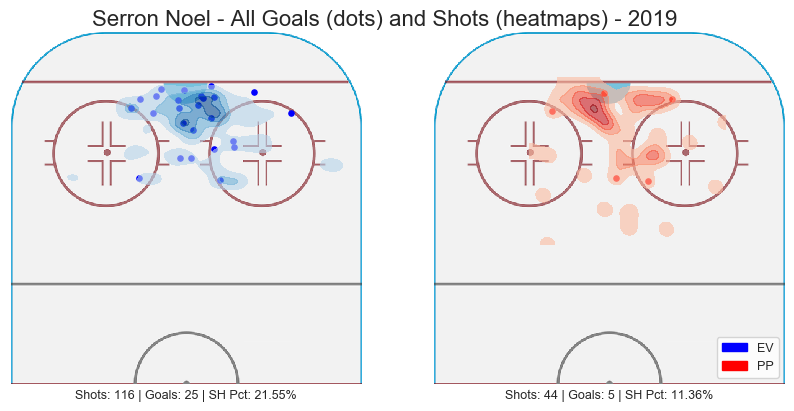 Serron Noel - All Goals (dots) and Shots (heatmaps) - 2019
EV
PP
Shots: 116 | Goals: 25 | SH Pct: 21.55%
Shots: 44 | Goals: 5 | SH Pct: 11.36%